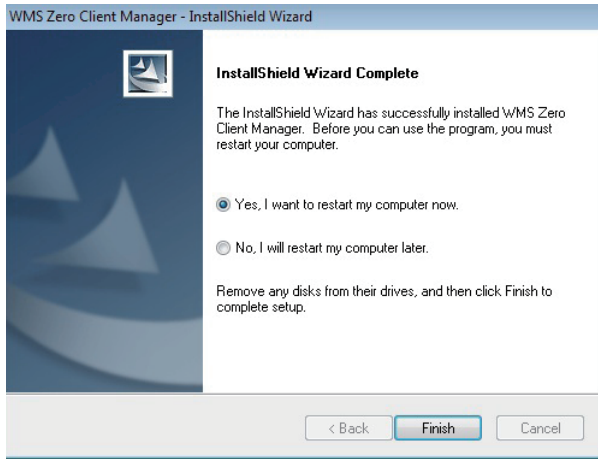 WMS Zero Client Manager - InstallShield Wizard
InstallShield Wizard Complete
The InstallShield Wizard has successfully installed WMS Zero
Client Manager. Before you can use the program, you must
restart your computer.
Yes, I want to restart my computer now.
No, I will restart my computer later.
Remove any disks from their drives, and then click Finish to
complete setup.
< Back Finish Cancel